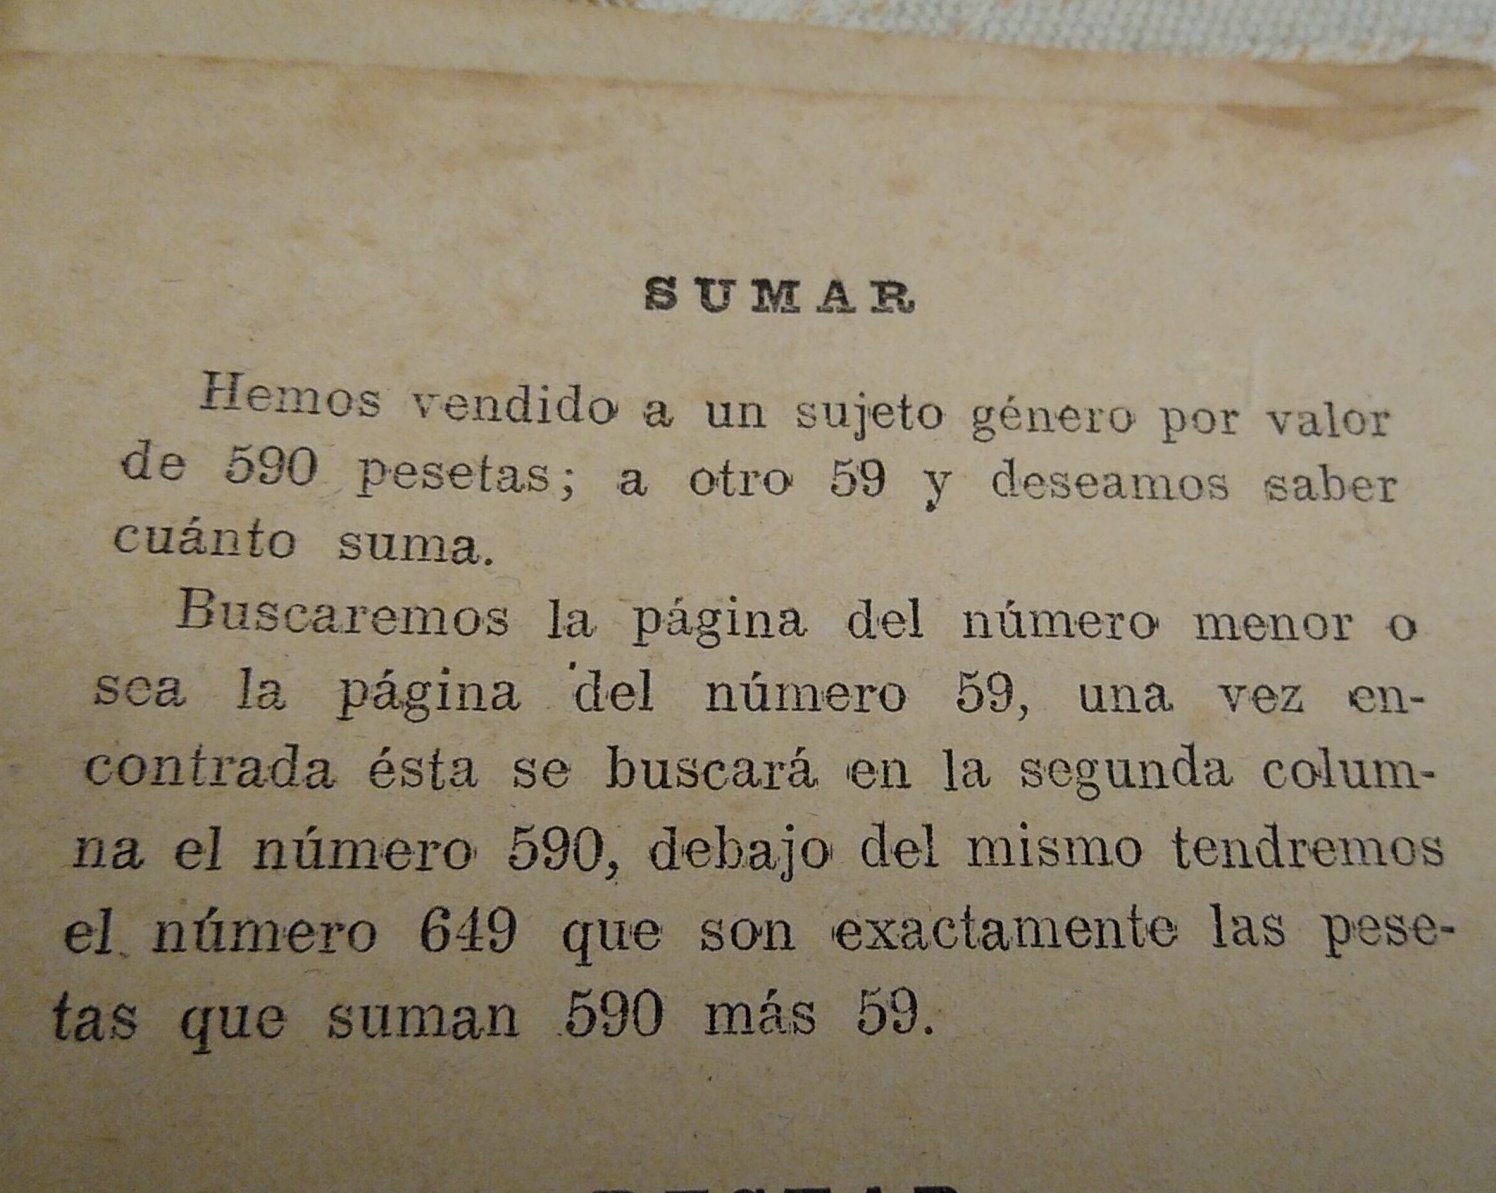 SUMAR
Hemos vendido a un sujeto género por valor
de 590 pesetas; a otro 59 y deseamos saber
cuánto suma.
Buscaremos la página del número menor o
sea la página del número 59, una vez en-
contrada ésta se buscará en la segunda colum-
na el número 590, debajo del mismo tendremos
el número 649 que son exactamente las pese-
tas que suman 590 más 59.